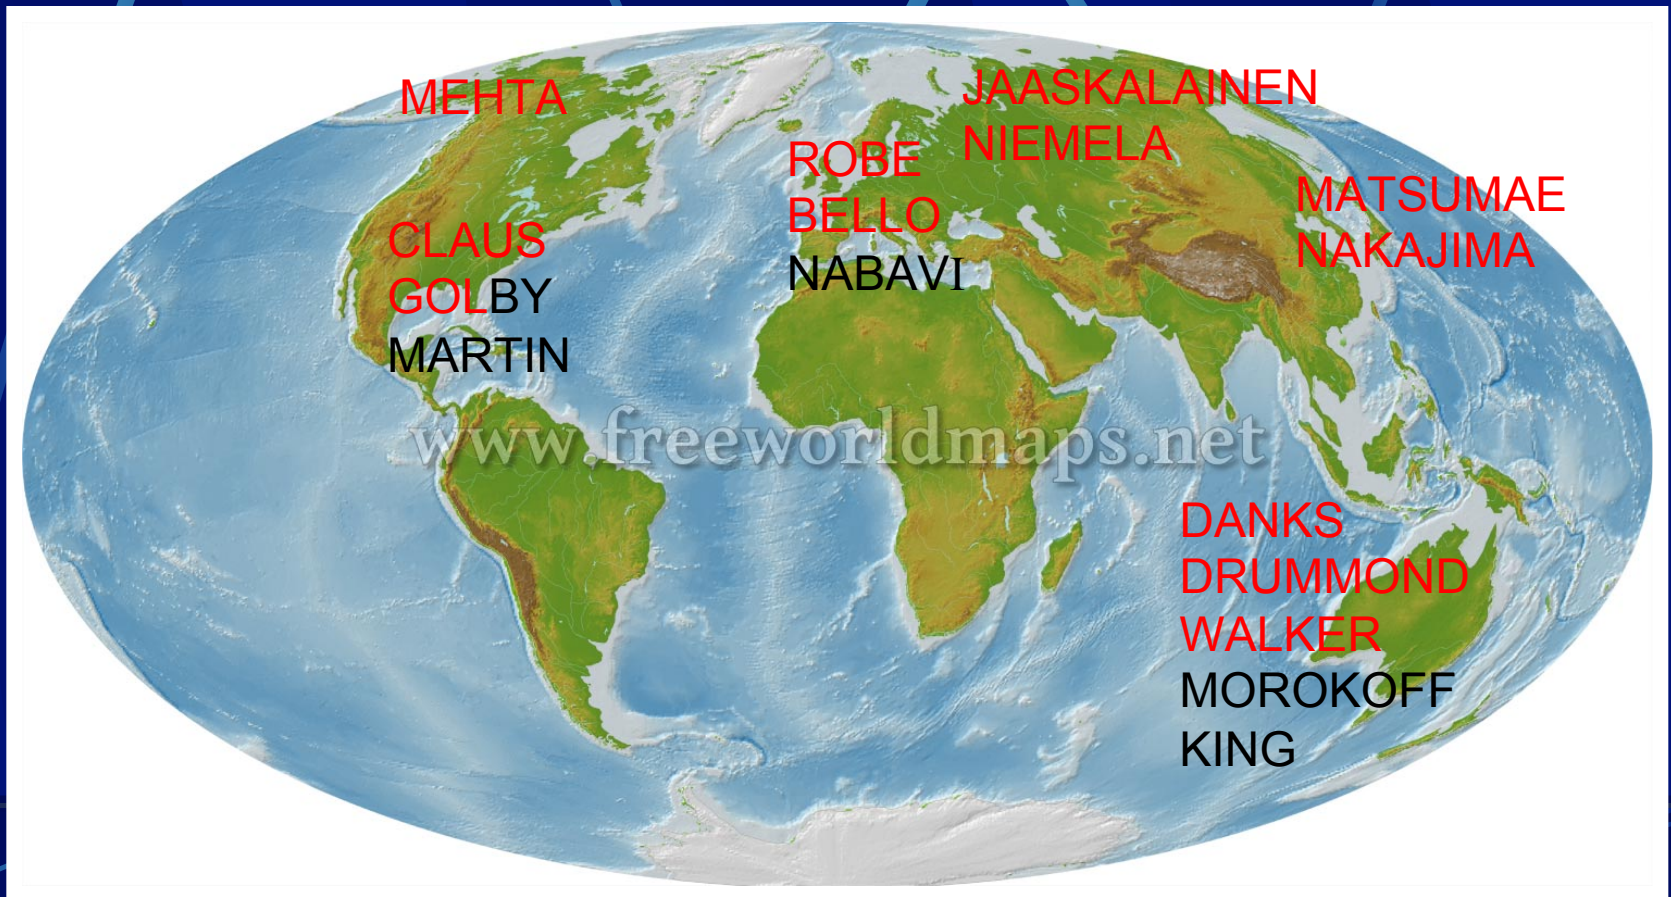 MEHTA
CLAUS
GOLBY
MARTIN
ROBE
BELLO
NABAVI
JAASKALAINEN
NIEMELA
MATSUMAE
NAKAJIMA
www.freeworldmaps.net
DANKS
DRUMMOND
WALKER
MOROKOFF
KING